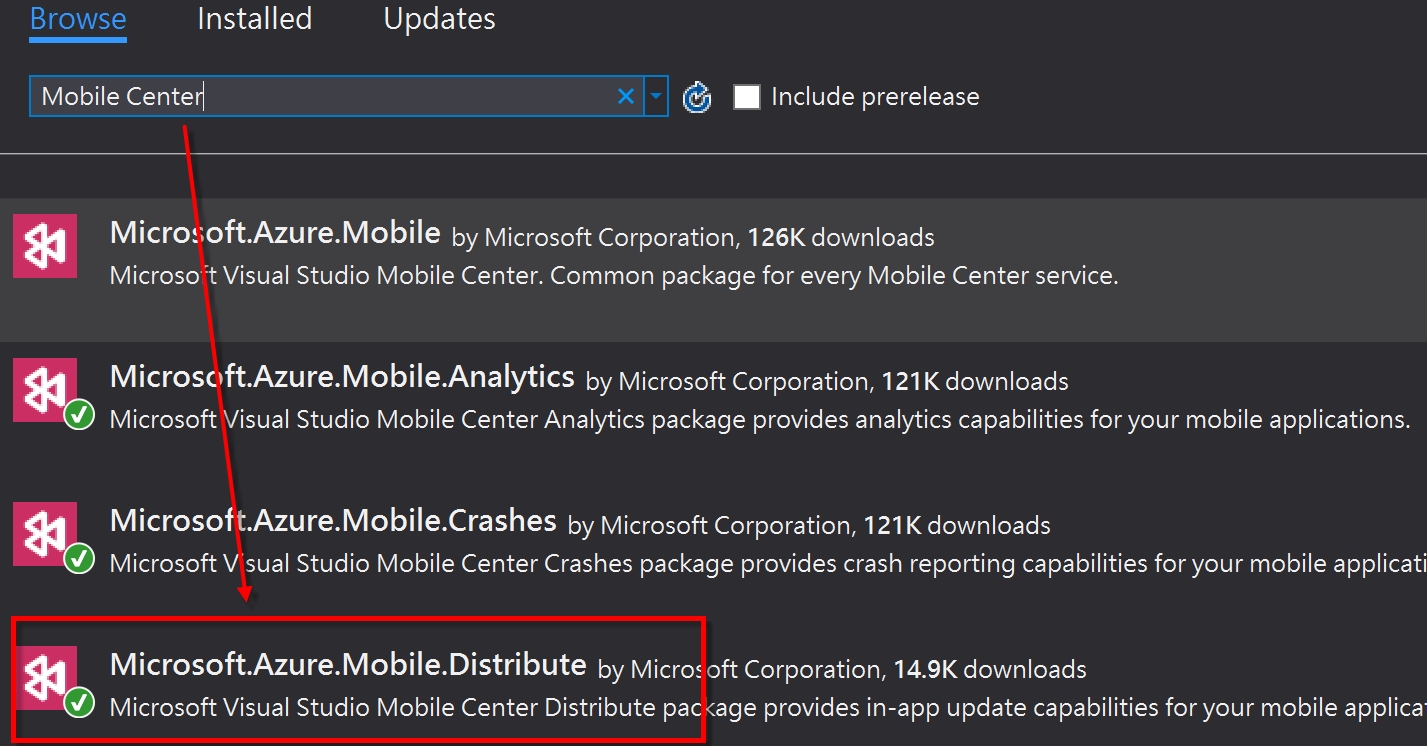 Browse Installed Updates
Mobile Center
Include prerelease
Microsoft.Azure.Mobile by Microsoft Corporation, 126K downloads
Microsoft Visual Studio Mobile Center. Common package for every Mobile Center service.
Microsoft.Azure.Mobile.Analytics by Microsoft Corporation, 121K downloads
Microsoft Visual Studio Mobile Center Analytics package provides analytics capabilities for your mobile applications.
Microsoft.Azure.Mobile.Crashes by Microsoft Corporation, 121K downloads
Microsoft Visual Studio Mobile Center Crashes package provides crash reporting capabilities for your mobile applicati
Microsoft.Azure.Mobile.Distribute by Microsoft Corporation, 14.9K downloads
Microsoft Visual Studio Mobile Center Distribute package provides in-app update capabilities for your mobile applica